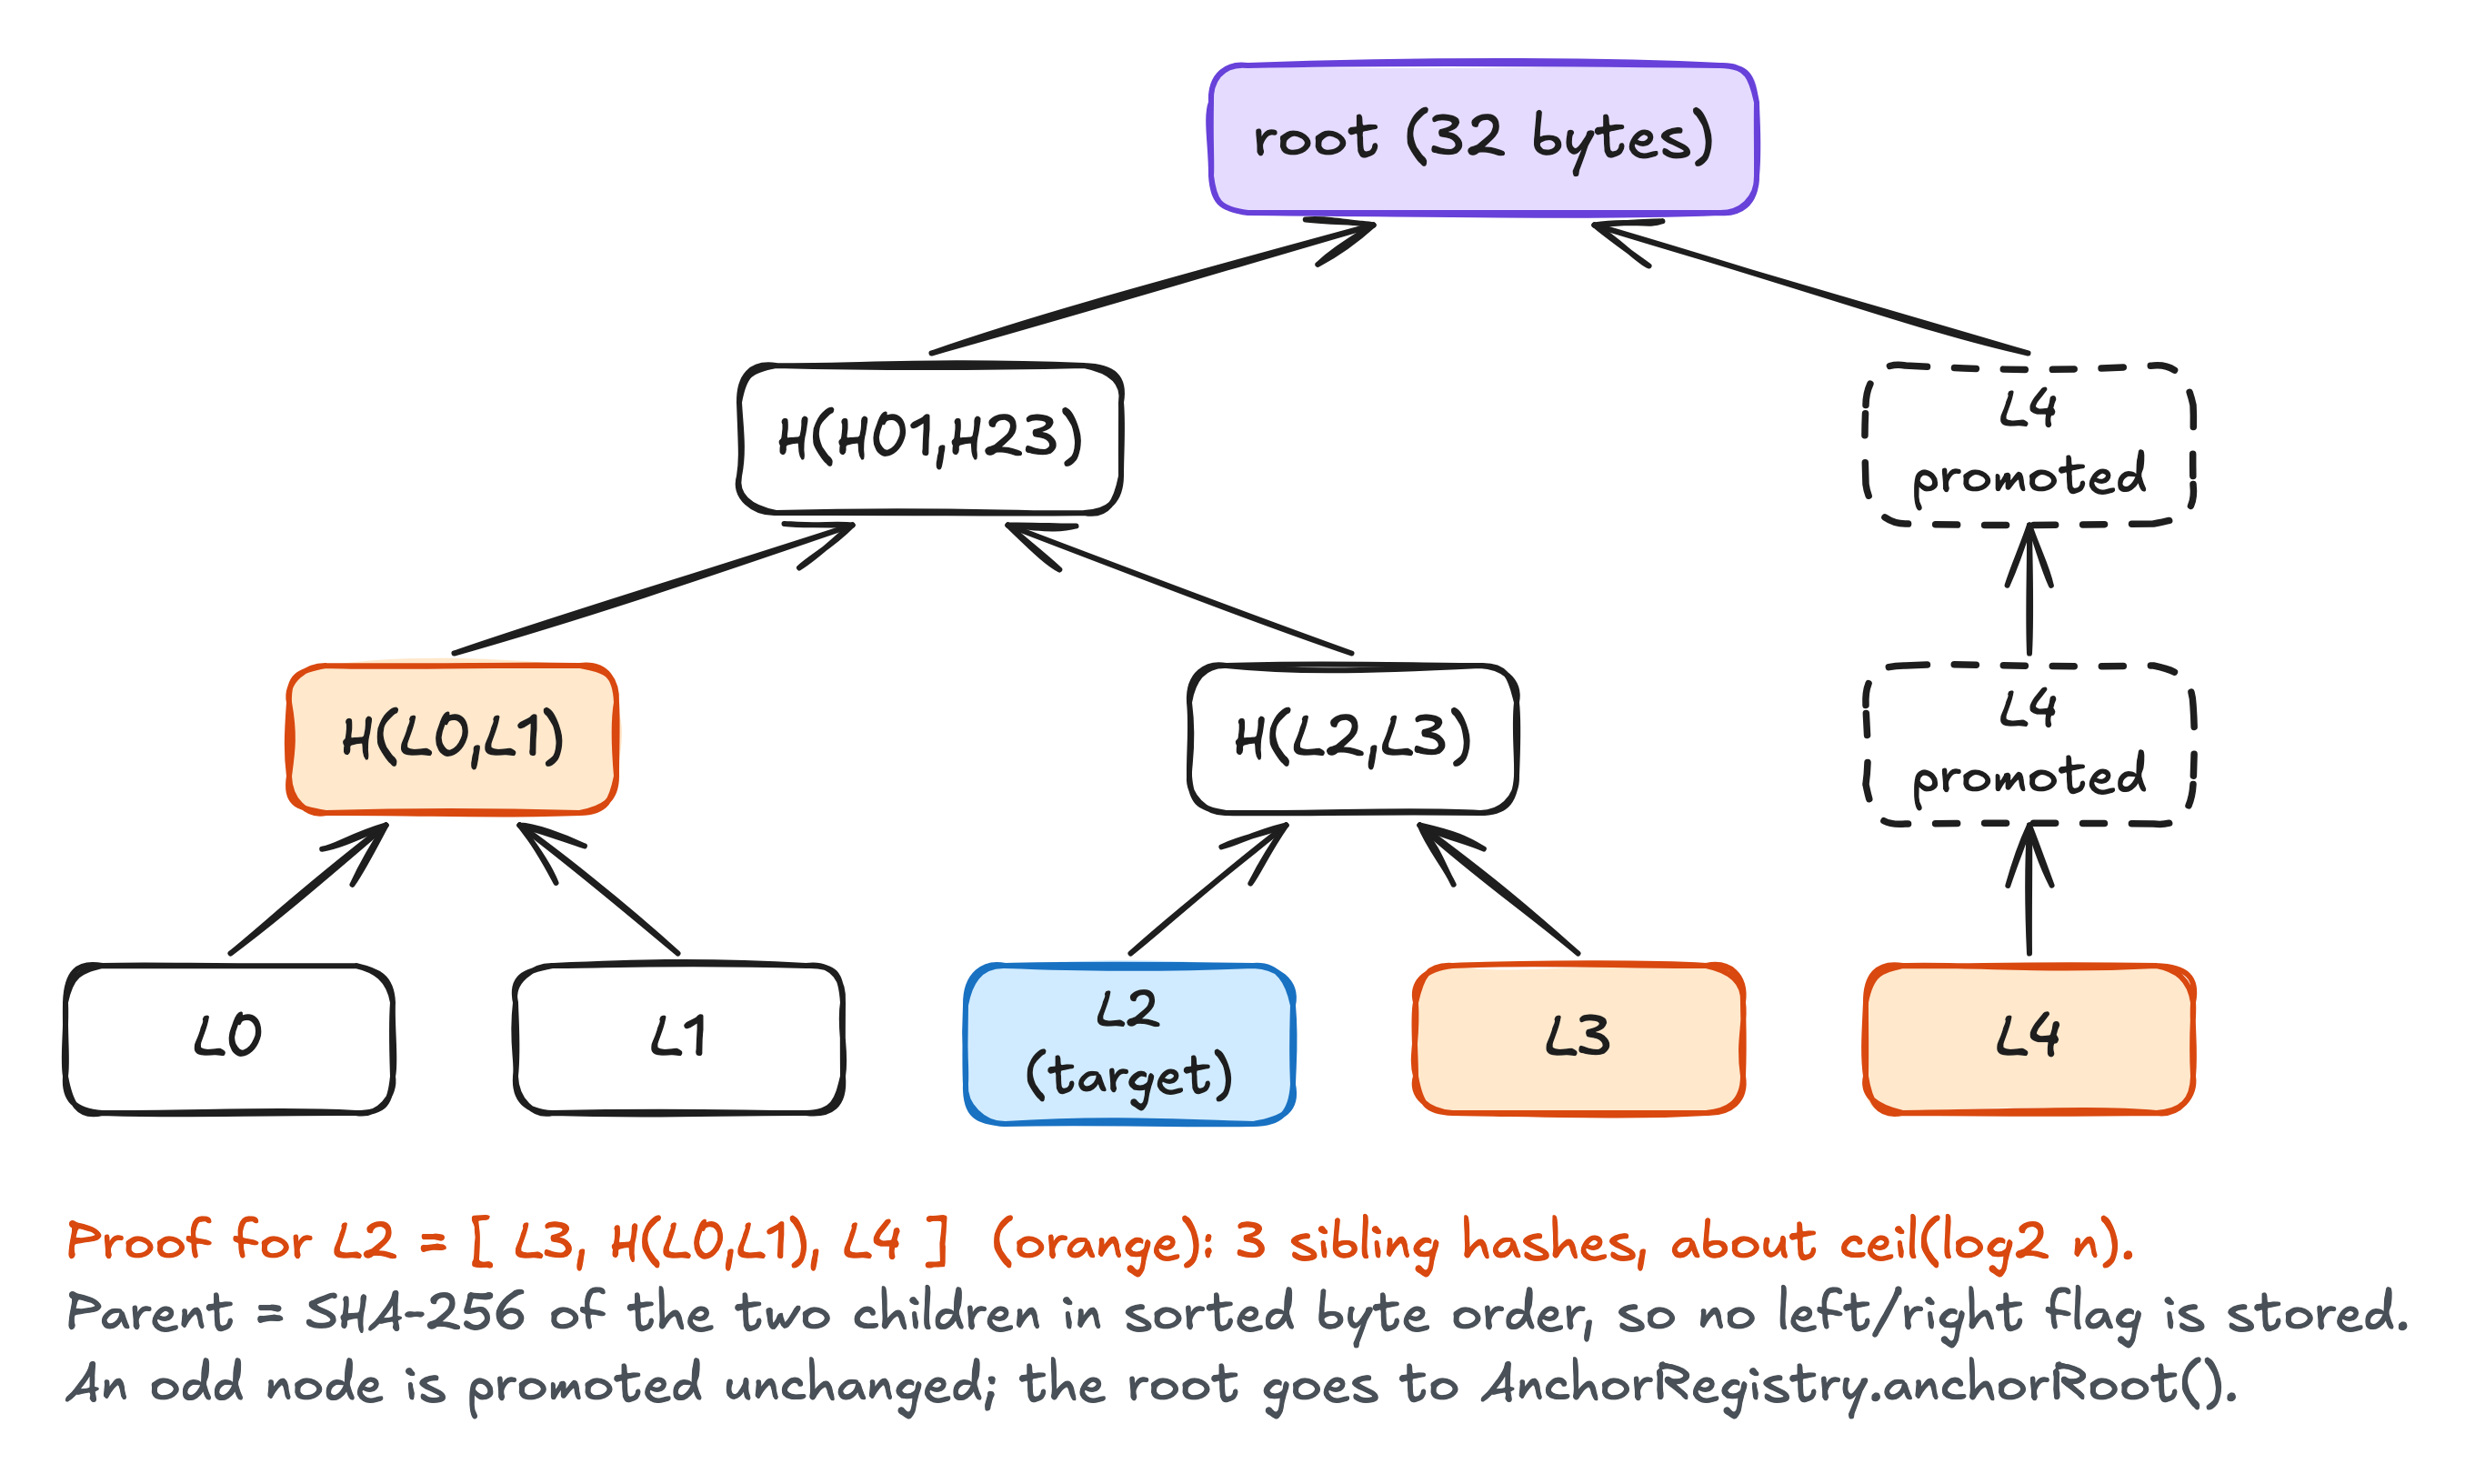 root (32 bytes)
H(H01,H23)
L4
promoted
H(L0,L1)
H(L2,L3)
L4
promoted
L0
L1
L2
(target)
L3
L4
Proof for L2 = [ L3, H(L0,L1), L4 ]  (orange): 3 sibling hashes, about ceil(log2 n).
Parent = SHA-256 of the two children in sorted byte order, so no left/right flag is stored.
An odd node is promoted unchanged; the root goes to AnchorRegistry.anchorRoot().